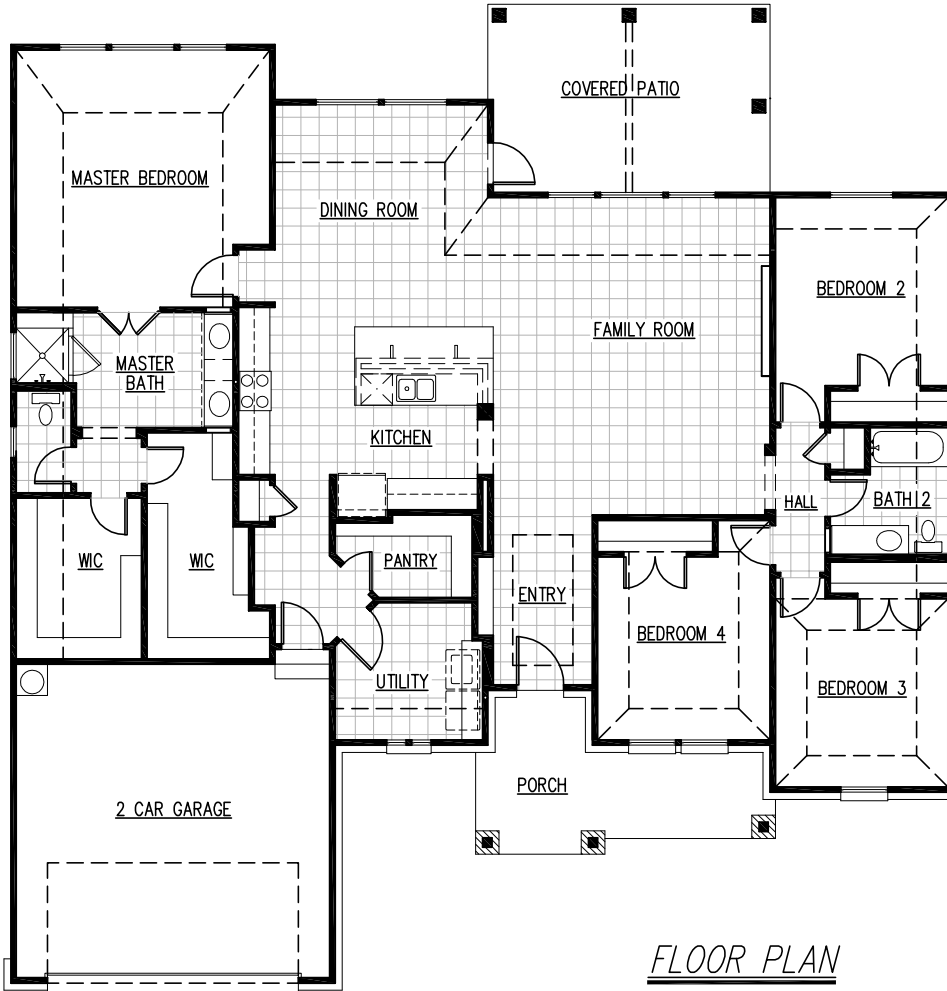 COVERED PATIO
MASTER BEDROOM
DINING ROOM
BEDROOM 2
FAMILY ROOM
MASTER
BATH
KITCHEN
HALL
BATH 2
WIC
WIC
PANTRY
ENTRY
BEDROOM 4
UTILITY
BEDROOM 3
PORCH
2 CAR GARAGE
FLOOR PLAN